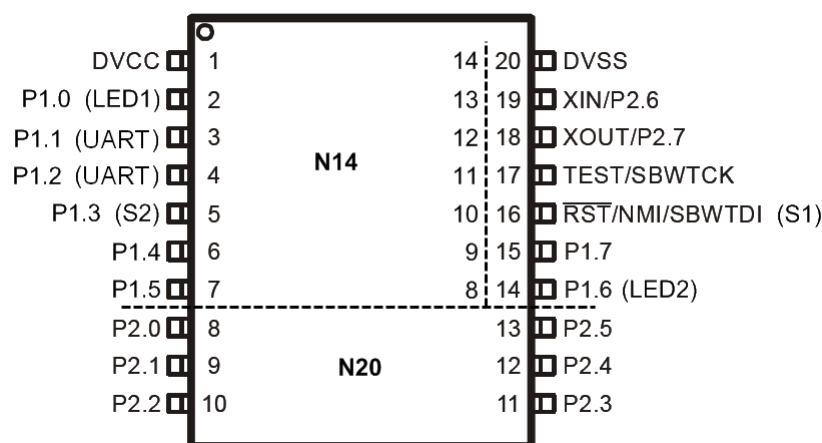 DVCC 1 14 20 DVSS
P1.0 (LED1) 2 13 19 XIN/P2.6
P1.1 (UART) 3 12 18 XOUT/P2.7
P1.2 (UART) 4 N14 11 17 TEST/SBWTCK
P1.3 (S2) 5 10 16 RST/NMI/SBWTDI (S1)
P1.4 6 9 15 P1.7
P1.5 7 8 14 P1.6 (LED2)
P2.0 8 13 P2.5
P2.1 9 N20 12 P2.4
P2.2 10 11 P2.3